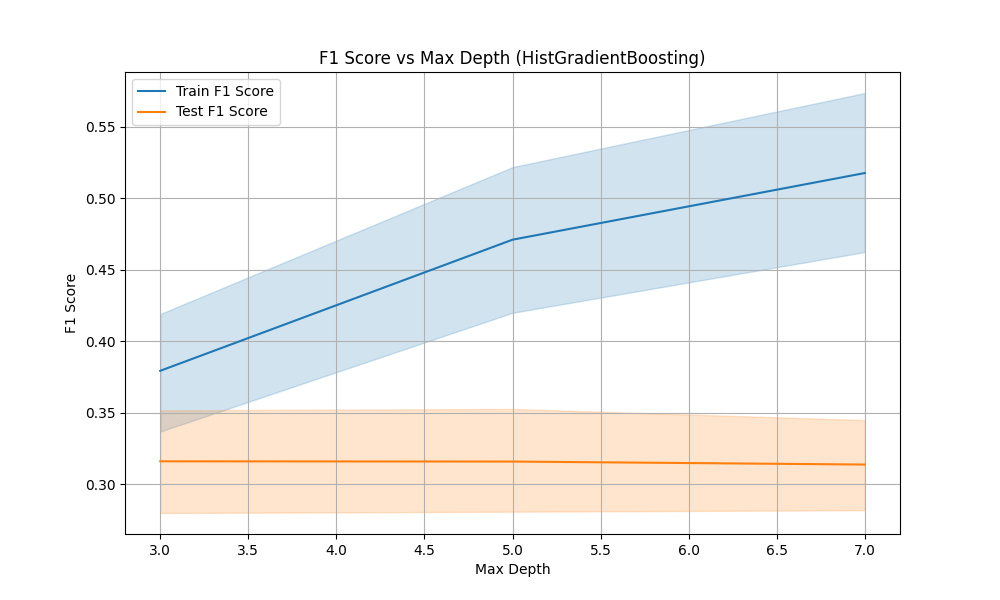 F1 Score vs Max Depth (HistGradientBoosting)
Train F1 Score
Test F1 Score
F1 Score
0.55
0.50
0.45
0.40
0.35
0.30
3.0 3.5 4.0 4.5 5.0 5.5 6.0 6.5 7.0
Max Depth